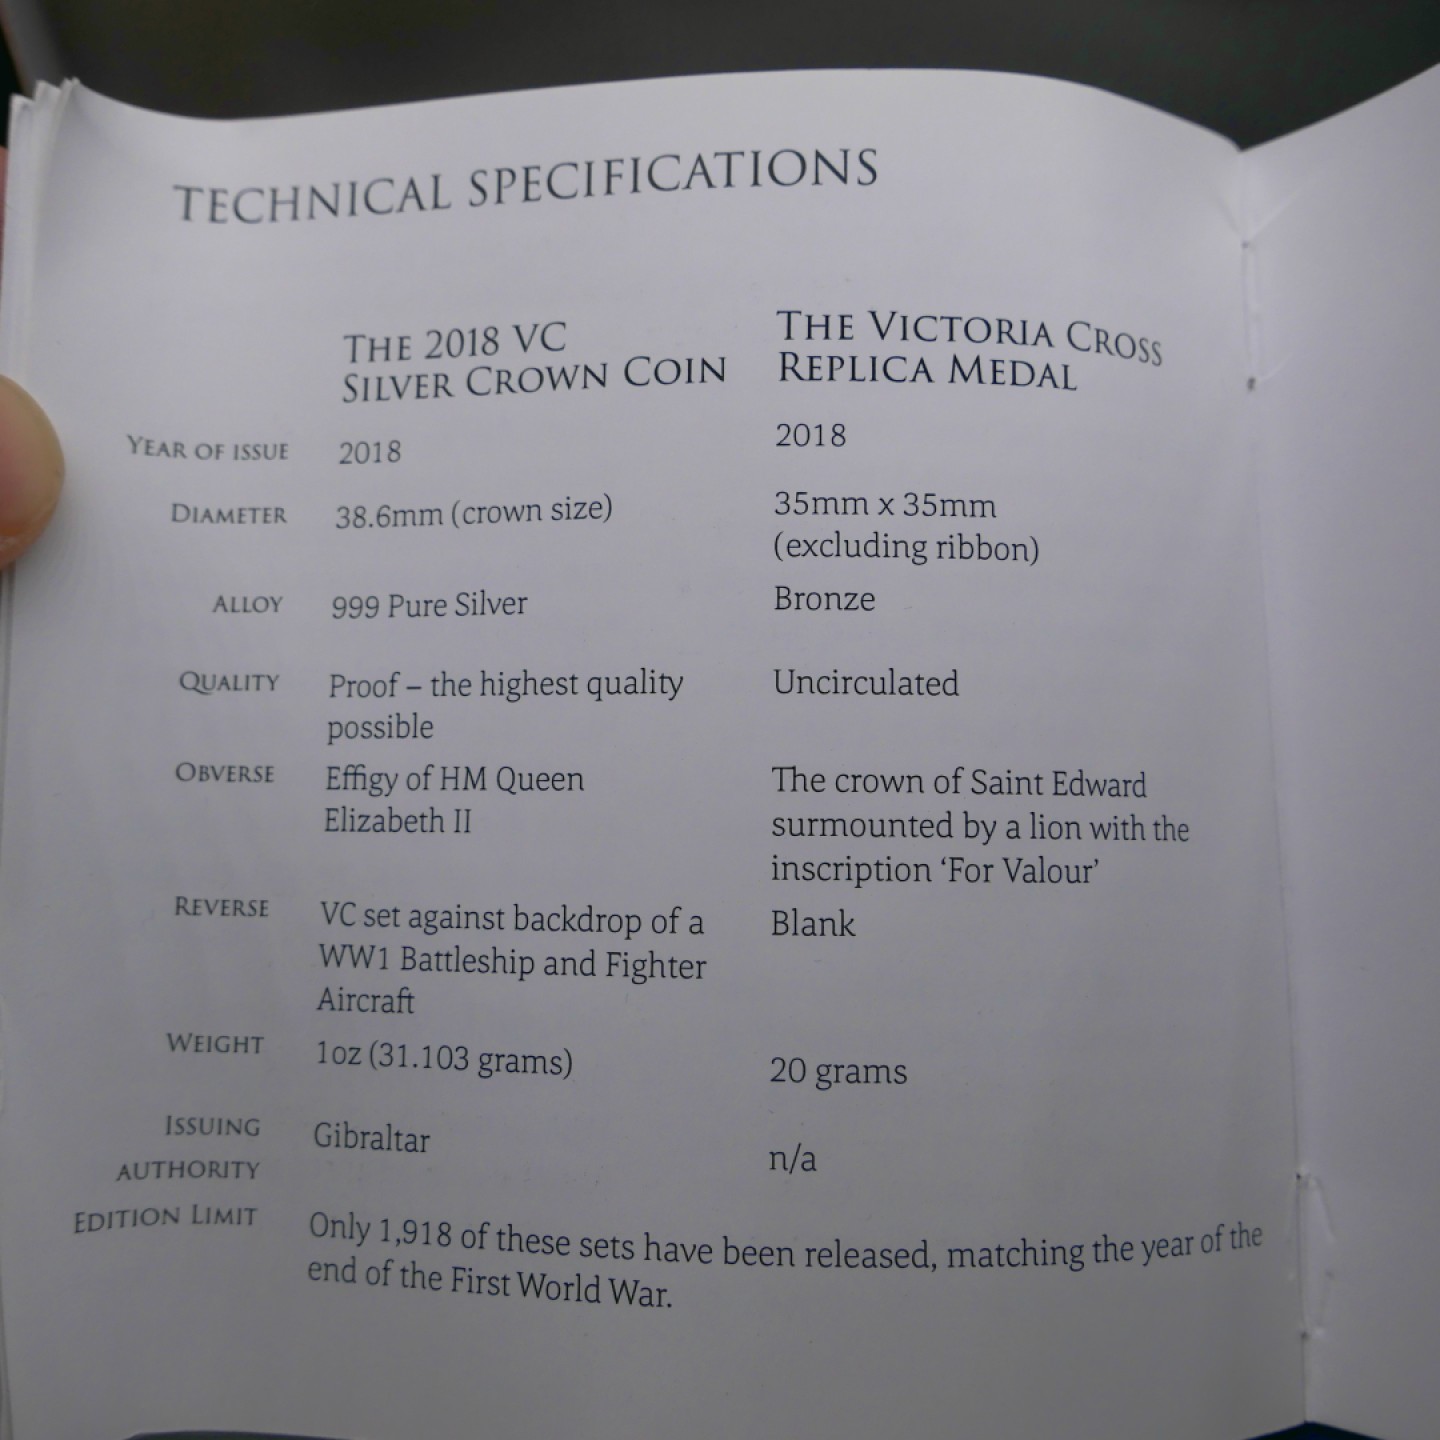 TECHNICAL SPECIFICATIONS
THE 2018 VC
SILVER CROWN COIN
THE VICTORIA CROSS
REPLICA MEDAL
YEAR OF ISSUE 2018 2018
DIAMETER 38.6mm (crown size) 35mm x 35mm
(excluding ribbon)
ALLOY 999 Pure Silver Bronze
QUALITY Proof – the highest quality
possible
Uncirculated
OBVERSE Effigy of HM Queen
Elizabeth II
The crown of Saint Edward
surmounted by a lion with the
inscription ‘For Valour’
REVERSE VC set against backdrop of a
WW1 Battleship and Fighter
Aircraft
Blank
WEIGHT 1oz (31.103 grams) 20 grams
ISSUING
AUTHORITY
Gibraltar
n/a
EDITION LIMIT Only 1,918 of these sets have been released, matching the year of the
end of the First World War.